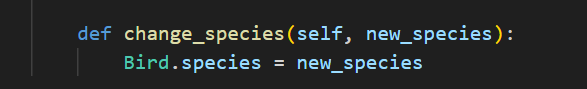 def change_species(self, new_species):
Bird.species = new_species